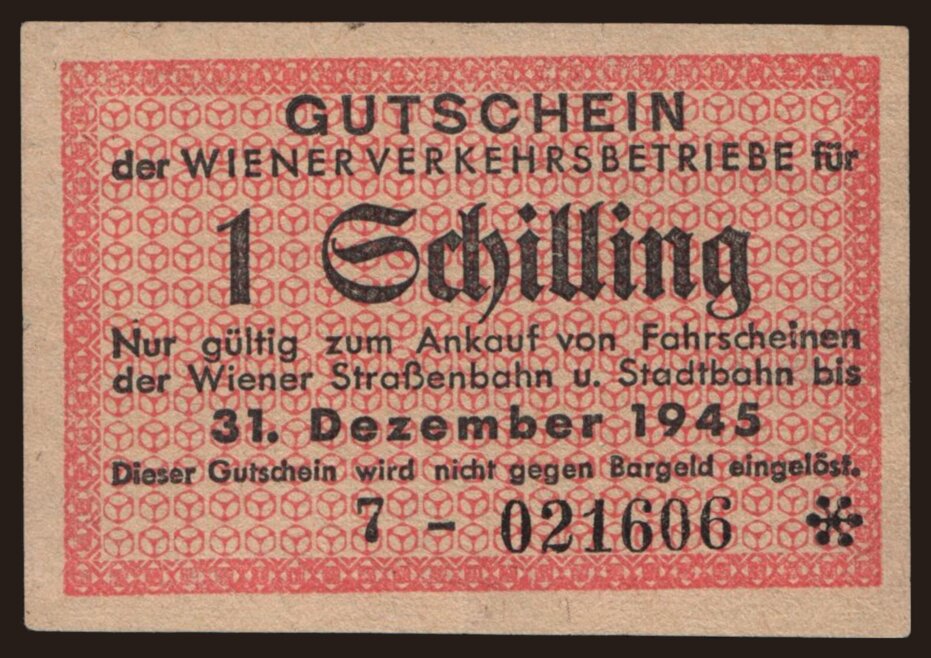 GUTSCHEIN
der WIENER VERKEHRSBETRIEBE für
1 Schilling
Nur gültig zum Ankauf von Fahrscheinen
der Wiener Straßenbahn u. Stadtbahn bis
31. Dezember 1945
Dieser Gutschein wird nicht gegen Bargeld eingelöst.
7 - 021606 *